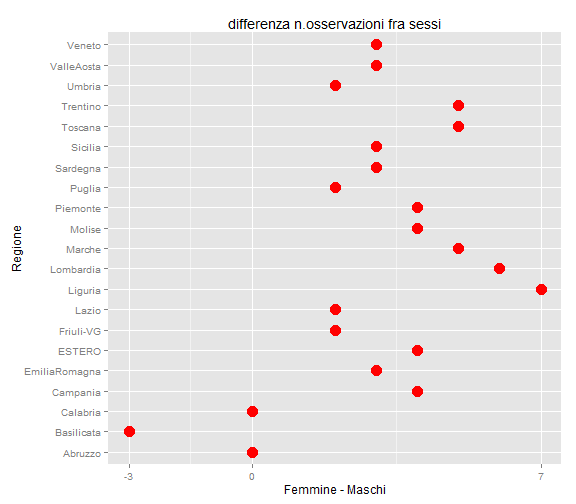 differenza n.osservazioni fra sessi
Regione
Veneto
ValleAosta
Umbria
Trentino
Toscana
Sicilia
Sardegna
Puglia
Piemonte
Molise
Marche
Lombardia
Liguria
Lazio
Friuli-VG
ESTERO
EmiliaRomagna
Campania
Calabria
Basilicata
Abruzzo
-3 0 7
Femmine - Maschi